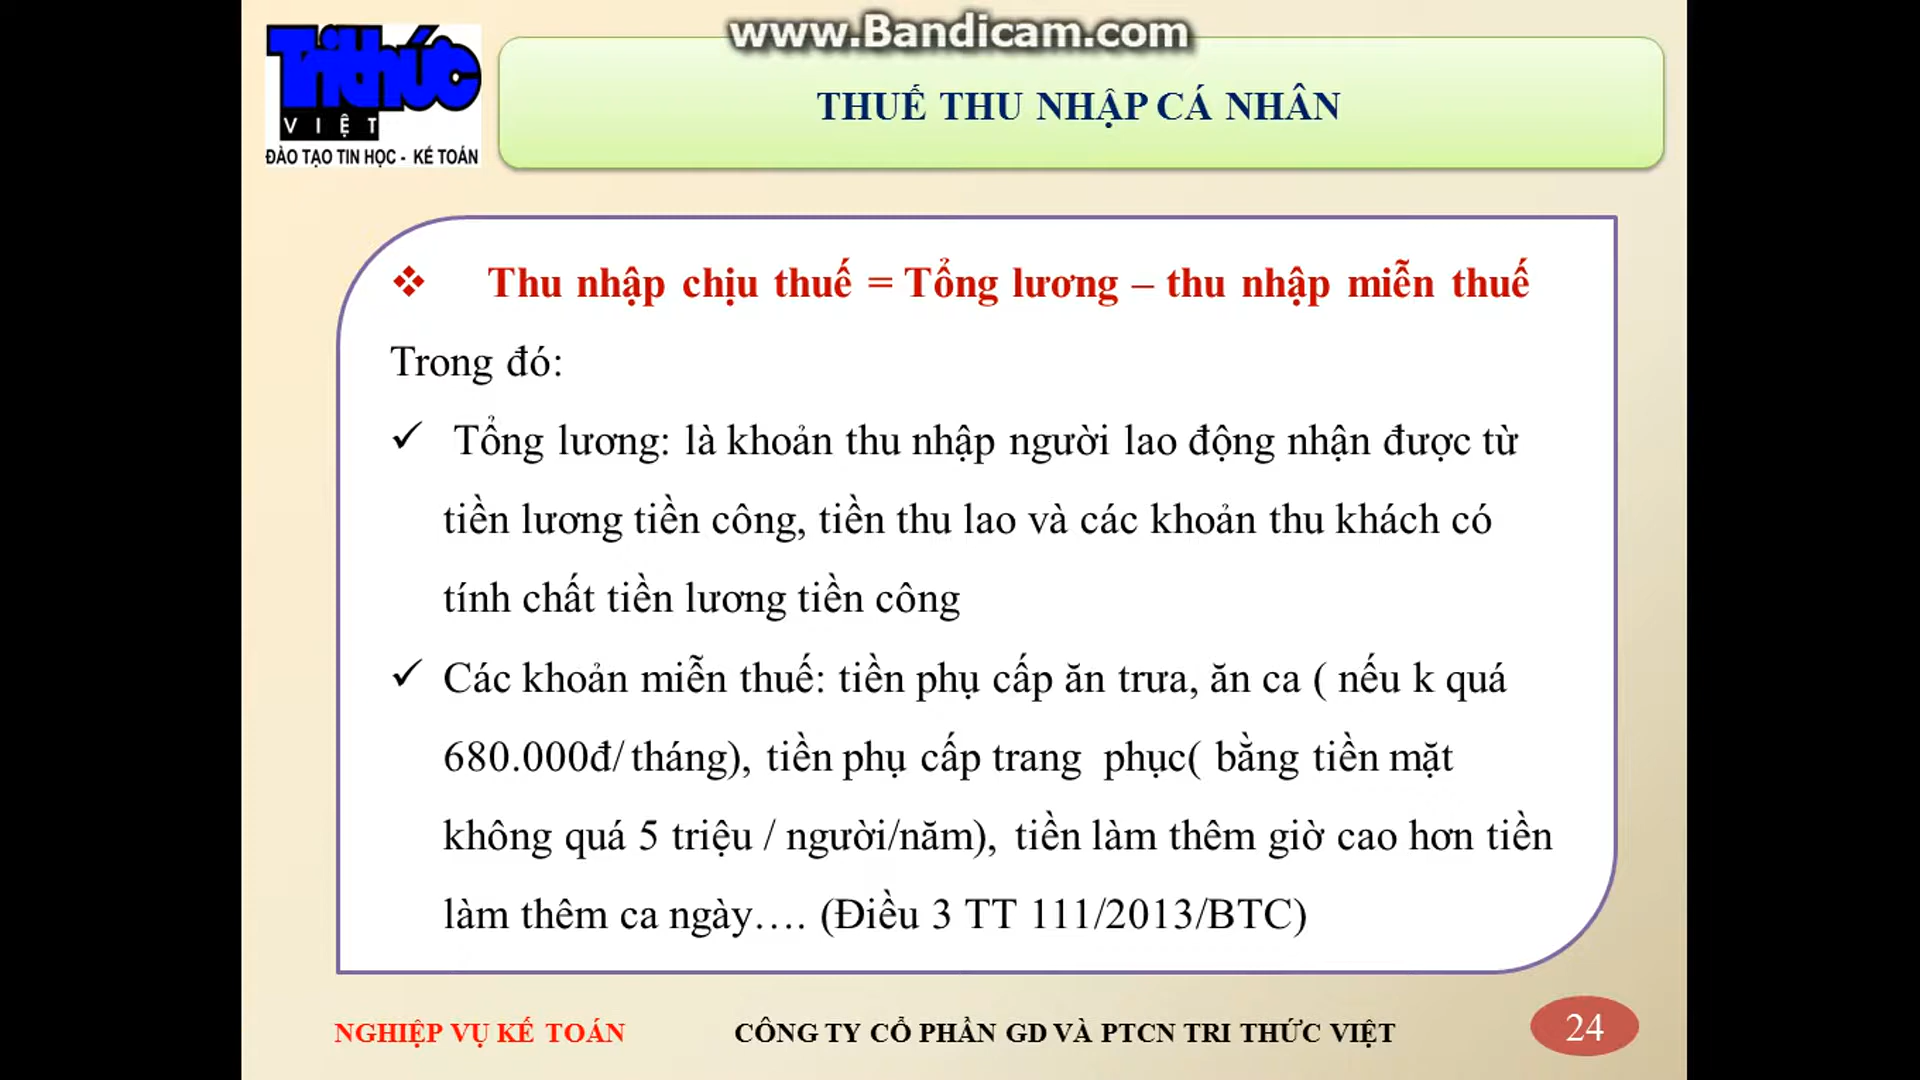 www.Bandicam.com
Trithức
VIỆT
ĐÀO TẠO TIN HỌC - KẾ TOÁN
THUẾ THU NHẬP CÁ NHÂN
Thu nhập chịu thuế = Tổng lương – thu nhập miễn thuế
Trong đó:
Tổng lương: là khoản thu nhập người lao động nhận được từ
tiền lương tiền công, tiền thu lao và các khoản thu khách có
tính chất tiền lương tiền công
Các khoản miễn thuế: tiền phụ cấp ăn trưa, ăn ca ( nếu k quá
680.000đ/ tháng), tiền phụ cấp trang phục( bằng tiền mặt
không quá 5 triệu / người/năm), tiền làm thêm giờ cao hơn tiền
làm thêm ca ngày…. (Điều 3 TT 111/2013/BTC)
NGHIỆP VỤ KẾ TOÁN
CÔNG TY CỔ PHẦN GD VÀ PTCN TRI THỨC VIỆT
24